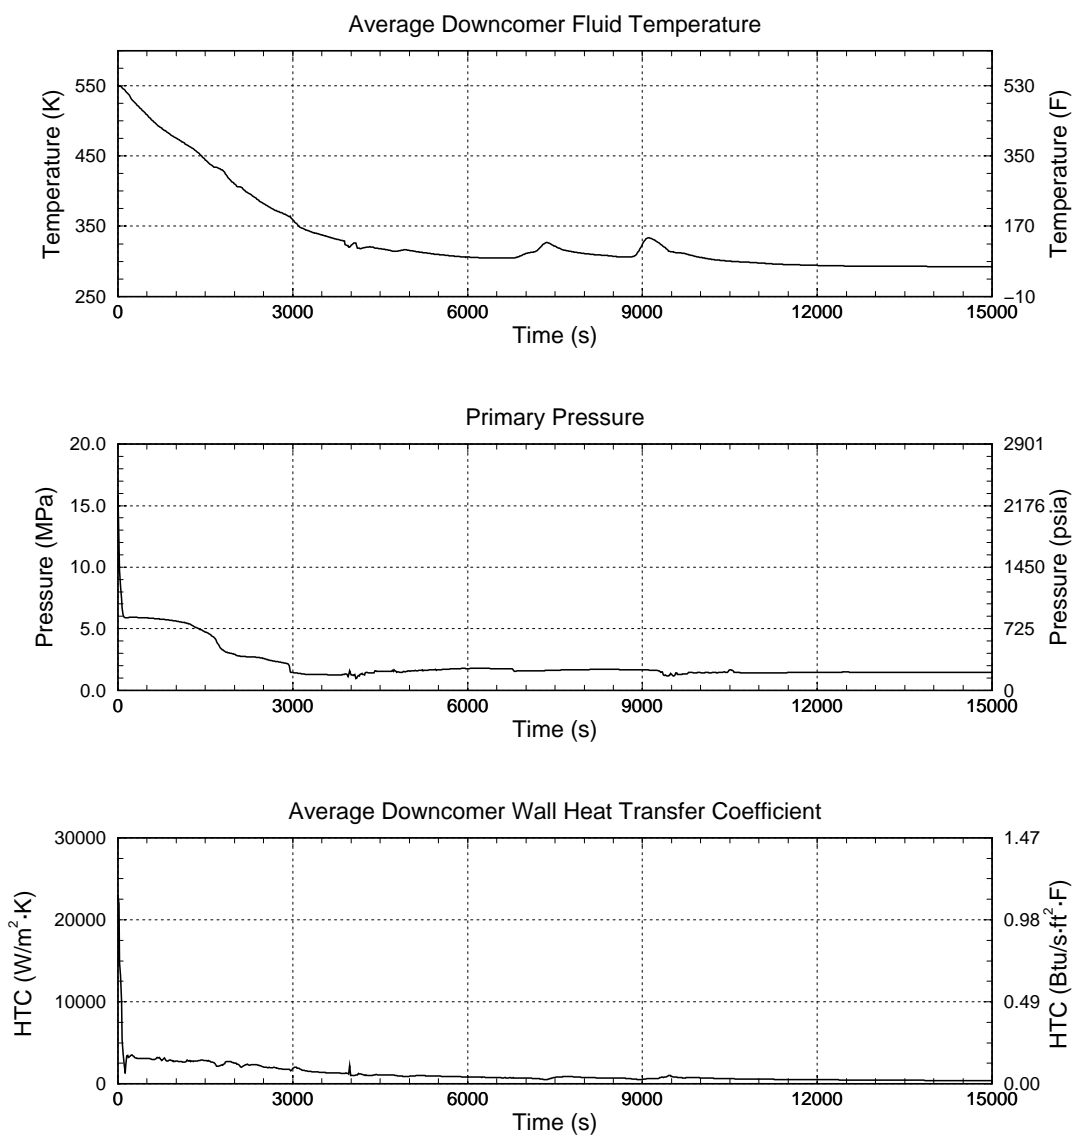 Average Downcomer Fluid Temperature
550
450
350
250
530
350
170
−10
Temperature (K)
Temperature (F)
0 3000 6000 9000 12000 15000
Time (s)
Primary Pressure
20.0
15.0
10.0
5.0
0.0
2901
2176
1450
725
0
Pressure (MPa)
Pressure (psia)
0 3000 6000 9000 12000 15000
Time (s)
Average Downcomer Wall Heat Transfer Coefficient
30000
20000
10000
0
1.47
0.98
0.49
0.00
HTC (W/m²·K)
HTC (Btu/s·ft²·F)
0 3000 6000 9000 12000 15000
Time (s)